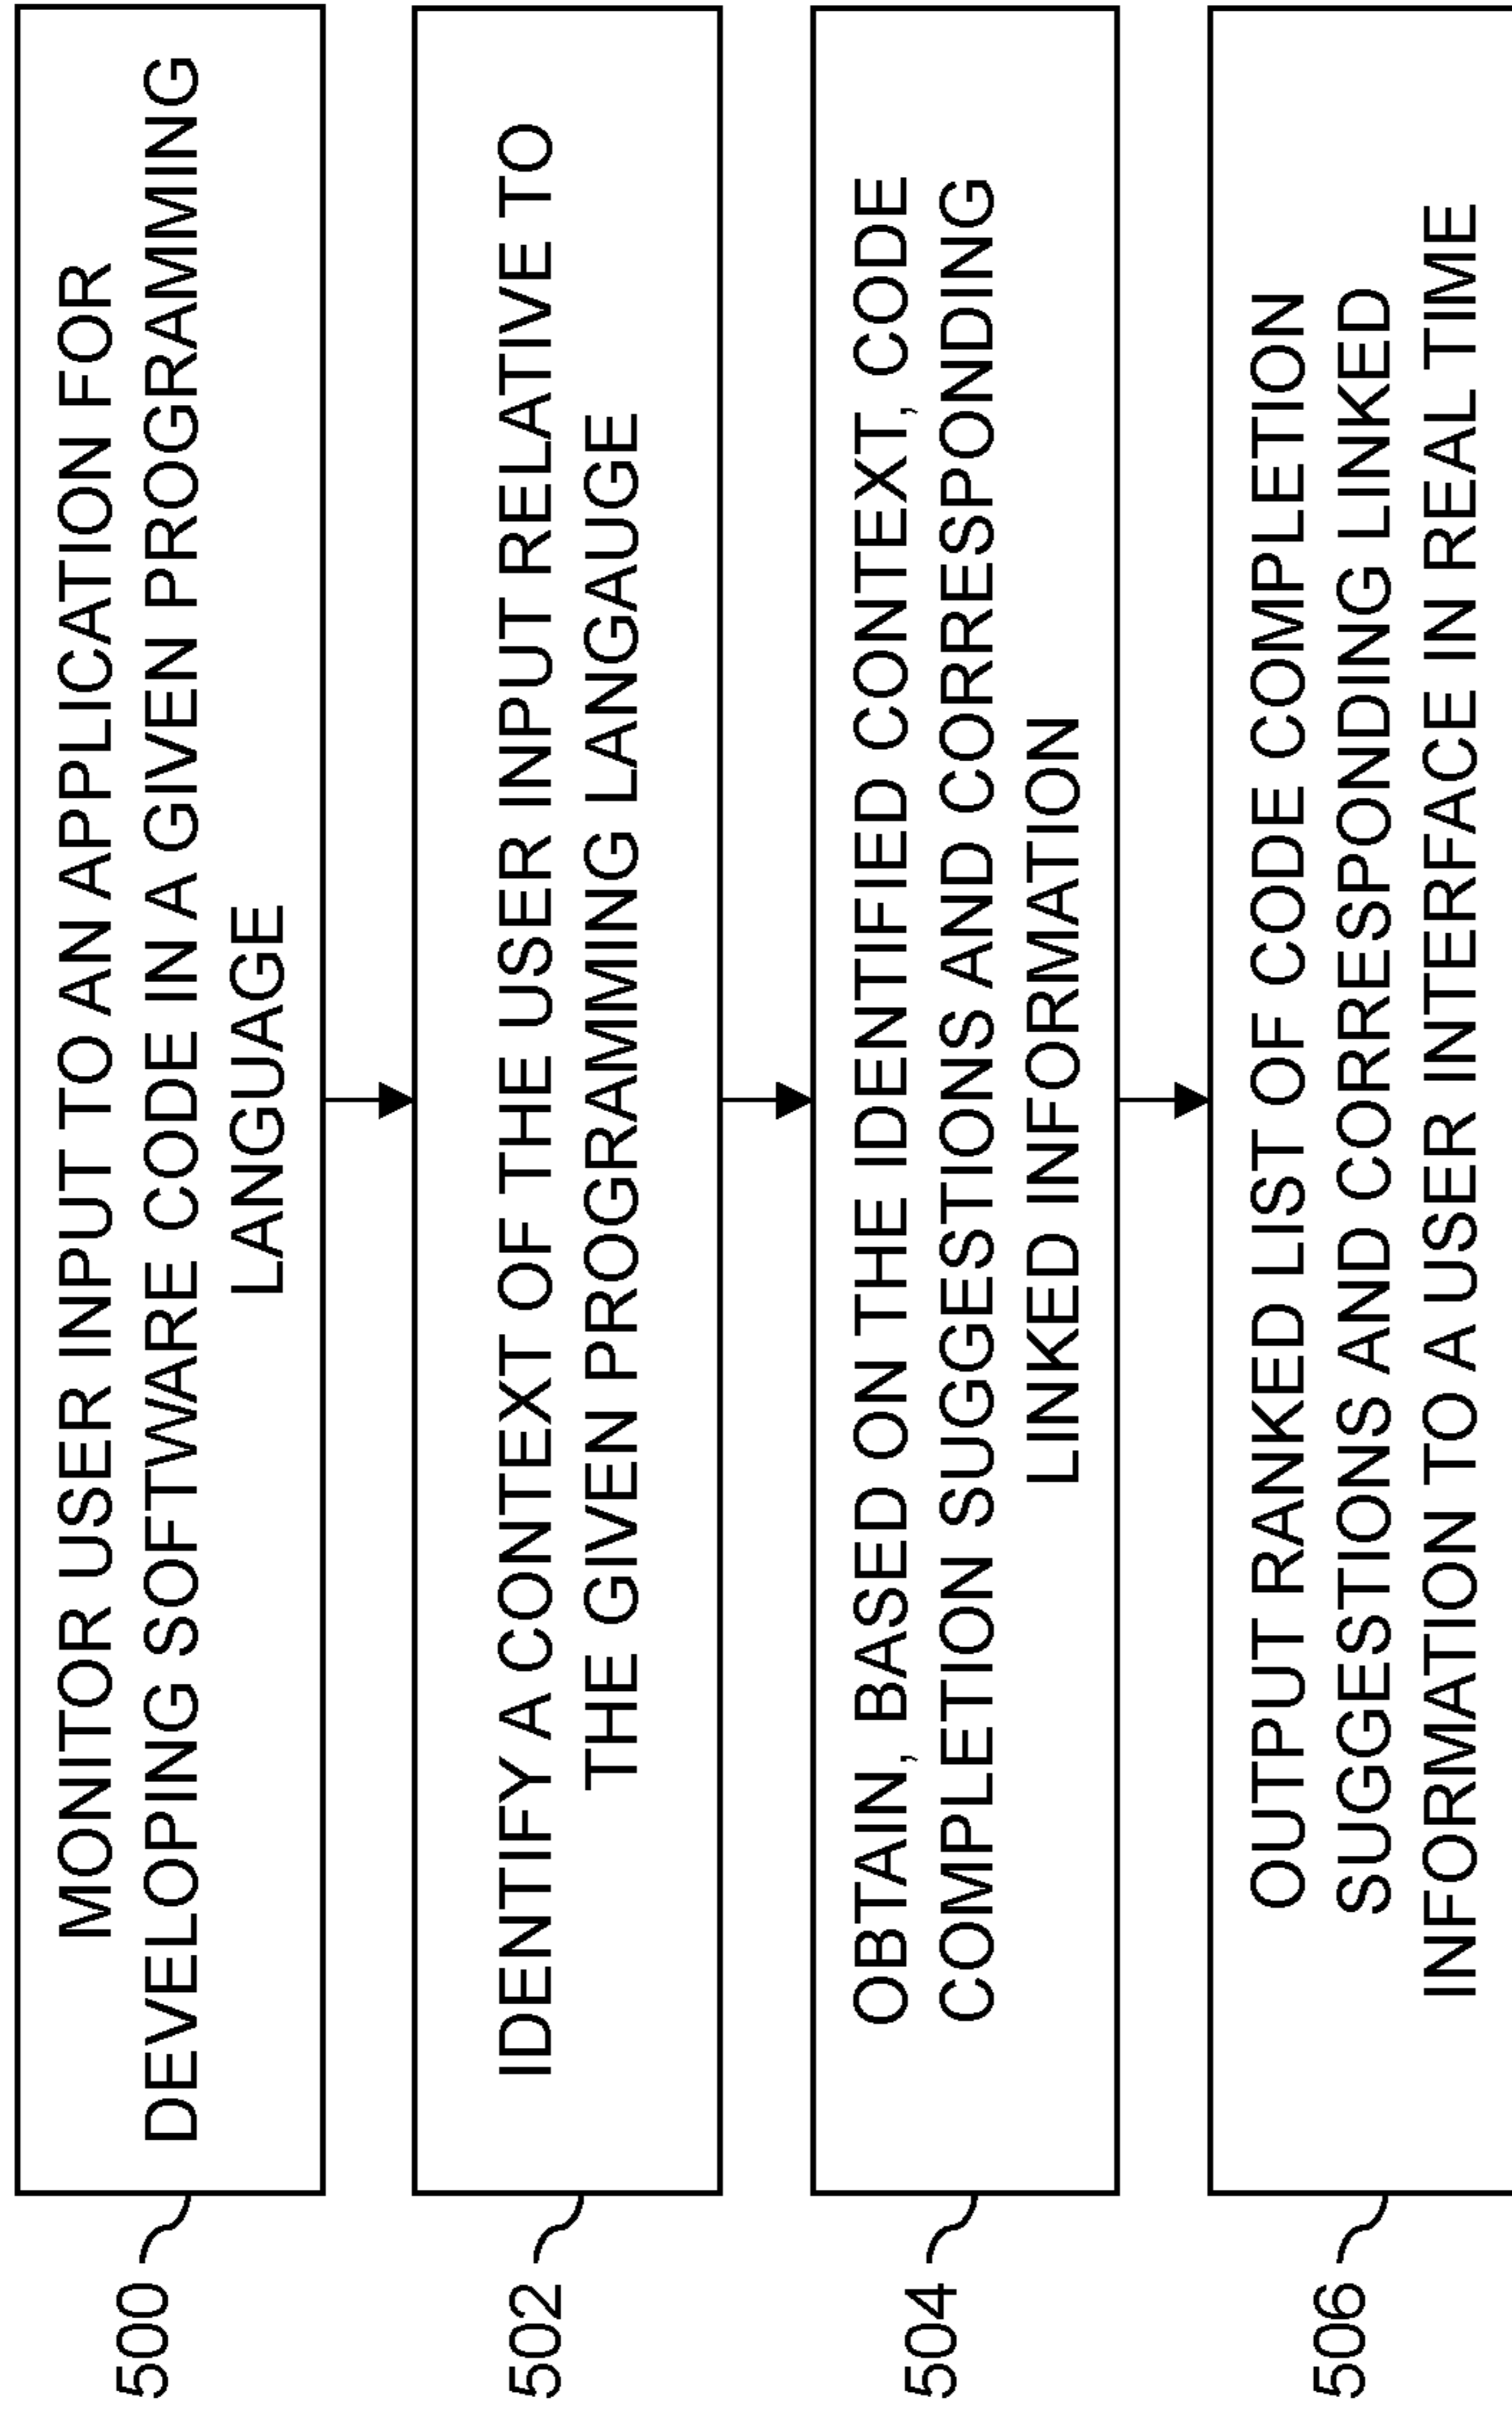 MONITOR USER INPUT TO AN APPLICATION FOR
DEVELOPING SOFTWARE CODE IN A GIVEN PROGRAMMING
LANGUAGE
500
IDENTIFY A CONTEXT OF THE USER INPUT RELATIVE TO
THE GIVEN PROGRAMMING LANGAUGE
502
OBTAIN, BASED ON THE IDENTIFIED CONTEXT, CODE
COMPLETION SUGGESTIONS AND CORRESPONDING
LINKED INFORMATION
504
OUTPUT RANKED LIST OF CODE COMPLETION
SUGGESTIONS AND CORRESPONDING LINKED
INFORMATION TO A USER INTERFACE IN REAL TIME
506